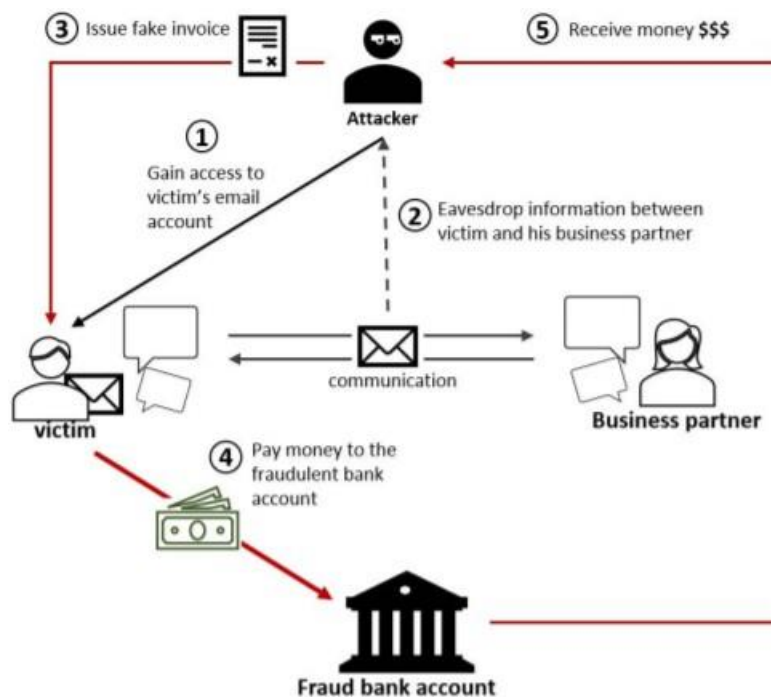 ③ Issue fake invoice
⑤ Receive money $$$
Attacker
①
Gain access to
victim's email
account
② Eavesdrop information between
victim and his business partner
communication
victim
Business partner
④ Pay money to the
fraudulent bank
account
Fraud bank account